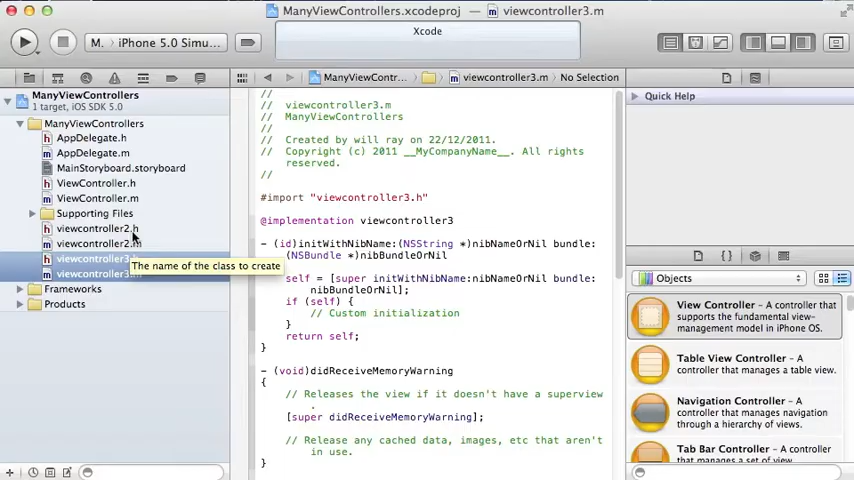 ManyViewControllers.xcodeproj — viewcontroller3.m
M. iPhone 5.0 Simu...
Xcode
ManyViewControllers
1 target, iOS SDK 5.0
ManyViewControllers
AppDelegate.h
AppDelegate.m
MainStoryboard.storyboard
ViewController.h
ViewController.m
Supporting Files
viewcontroller2.h
viewcontroller2.m
viewcontroller3.h
viewcontroller3.
Frameworks
Products
The name of the class to create
ManyViewContr... viewcontroller3.m No Selection
//
// viewcontroller3.m
// ManyViewControllers
//
// Created by will ray on 22/12/2011.
// Copyright (c) 2011 __MyCompanyName__. All rights
reserved.
//
#import "viewcontroller3.h"
@implementation viewcontroller3
- (id)initWithNibName:(NSString *)nibNameOrNil bundle:
(NSBundle *)nibBundleOrNil
{
self = [super initWithNibName:nibNameOrNil bundle:
nibBundleOrNil];
if (self) {
// Custom initialization
}
return self;
}
- (void)didReceiveMemoryWarning
{
// Releases the view if it doesn't have a superview
.
[super didReceiveMemoryWarning];
// Release any cached data, images, etc that aren't
in use.
}
Quick Help
Objects
View Controller - A controller that
supports the fundamental view-
management model in iPhone OS.
Table View Controller - A
controller that manages a table view.
Navigation Controller - A
controller that manages navigation
through a hierarchy of views.
Tab Bar Controller - A controller
that manages a set of view